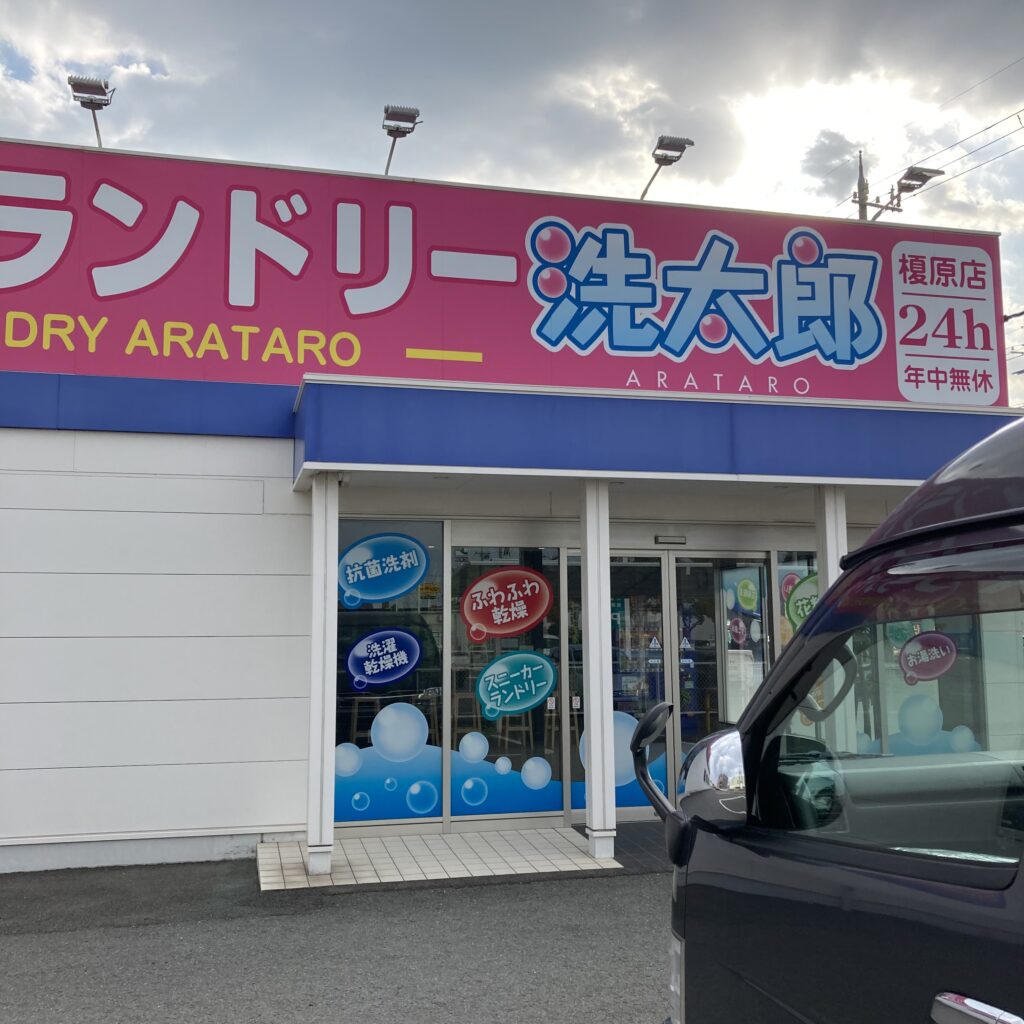 ランドリー
DRY ARATARO
洗太郎
ARATARO
榎原店
24h
年中無休
抗菌洗剤
ふわふわ
乾燥
洗濯
乾燥機
スニーカー
ランドリー
お湯洗い